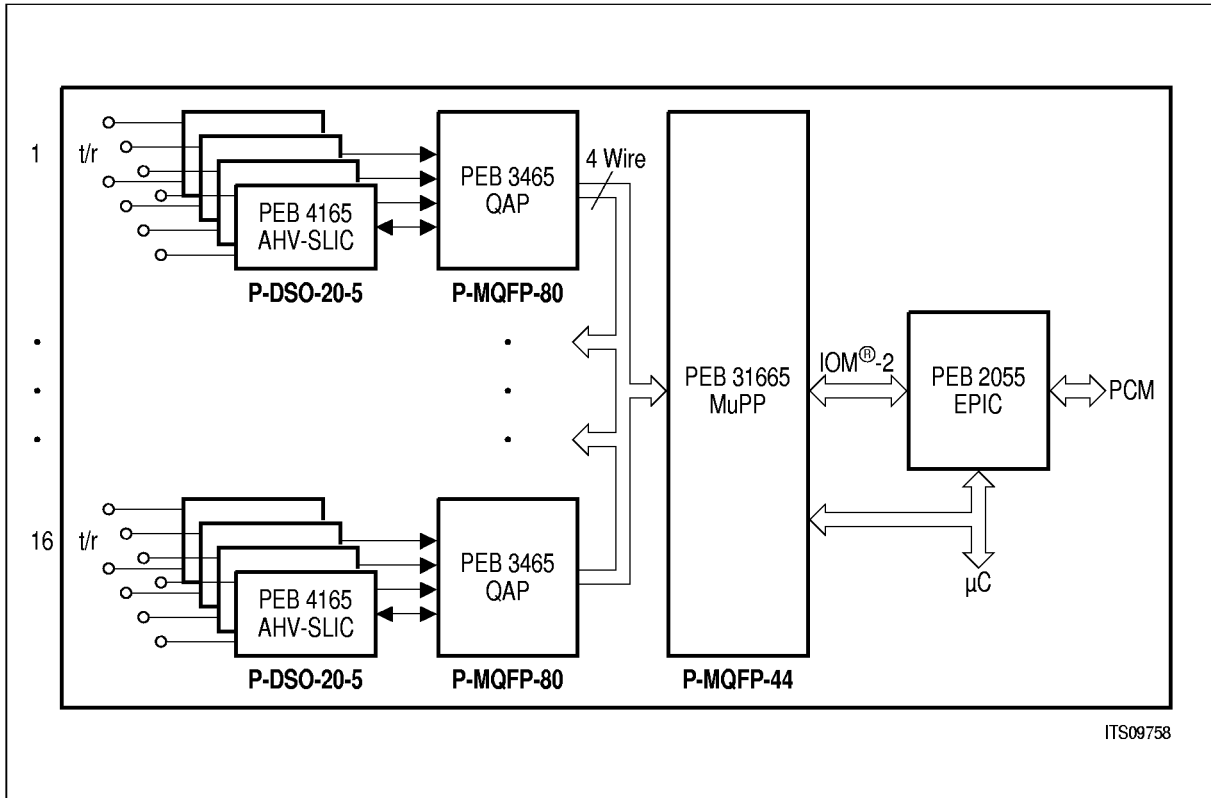 1 t/r
PEB 4165
AHV-SLIC
P-DSO-20-5
PEB 3465
QAP
P-MQFP-80
4 Wire
PEB 31665
MuPP
IOM®-2
PEB 2055
EPIC
PCM
µC
16 t/r
PEB 4165
AHV-SLIC
P-DSO-20-5
PEB 3465
QAP
P-MQFP-80
P-MQFP-44
ITS09758